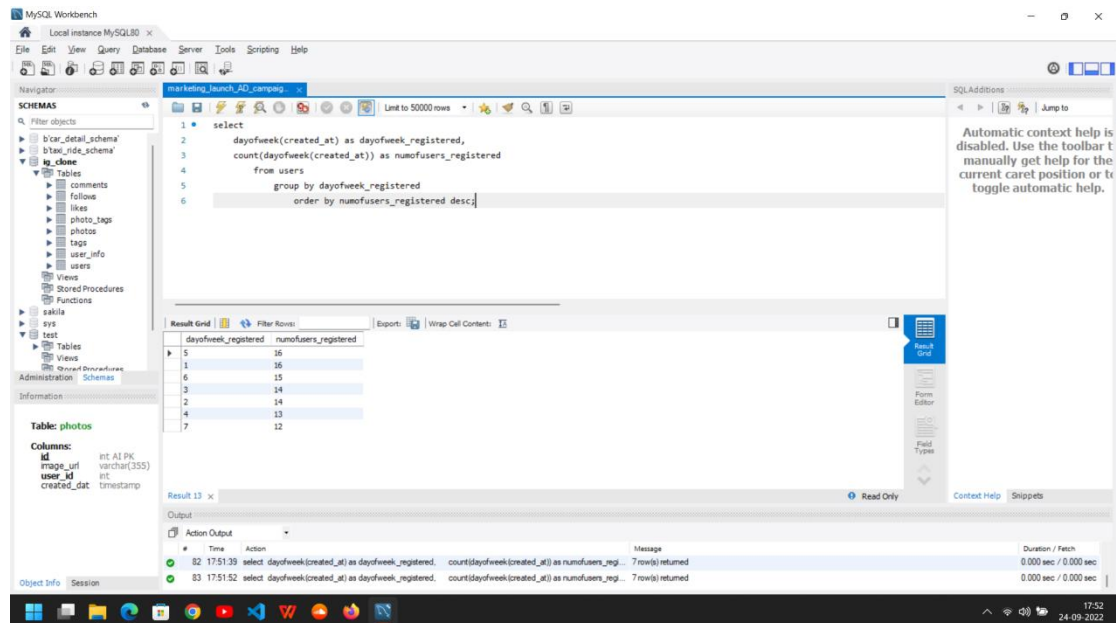 MySQL Workbench
Local instance MySQL80 ×
File Edit View Query Database Server Tools Scripting Help
Navigator
SCHEMAS
Filter objects
b'car_detail_schema'
b'taxi_ride_schema'
ig_clone
Tables
comments
follows
likes
photo_tags
photos
tags
user_info
users
Views
Stored Procedures
Functions
sakila
sys
test
Tables
Views
Stored Procedures
Administration Schemas
Information
Table: photos
Columns:
id int AI PK
image_url varchar(355)
user_id int
created_dat timestamp
Object Info Session
marketing_launch_AD_campaig.. ×
Limit to 50000 rows
1 select
2 dayofweek(created_at) as dayofweek_registered,
3 count(dayofweek(created_at)) as numofusers_registered
4 from users
5 group by dayofweek_registered
6 order by numofusers_registered desc;
Result Grid Filter Rows: Export: Wrap Cell Content:
dayofweek_registered numofusers_registered
5 16
1 16
6 15
3 14
2 14
4 13
7 12
Result Grid
Form Editor
Field Types
Result 13 × Read Only
Output
Action Output
# Time Action Message Duration / Fetch
82 17:51:39 select dayofweek(created_at) as dayofweek_registered, count(dayofweek(created_at)) as numofusers_regi... 7 row(s) returned 0.000 sec / 0.000 sec
83 17:51:52 select dayofweek(created_at) as dayofweek_registered, count(dayofweek(created_at)) as numofusers_regi... 7 row(s) returned 0.000 sec / 0.000 sec
SQLAdditions
Jump to
Automatic context help is
disabled. Use the toolbar t
manually get help for the
current caret position or to
toggle automatic help.
Context Help Snippets
17:52
24-09-2022